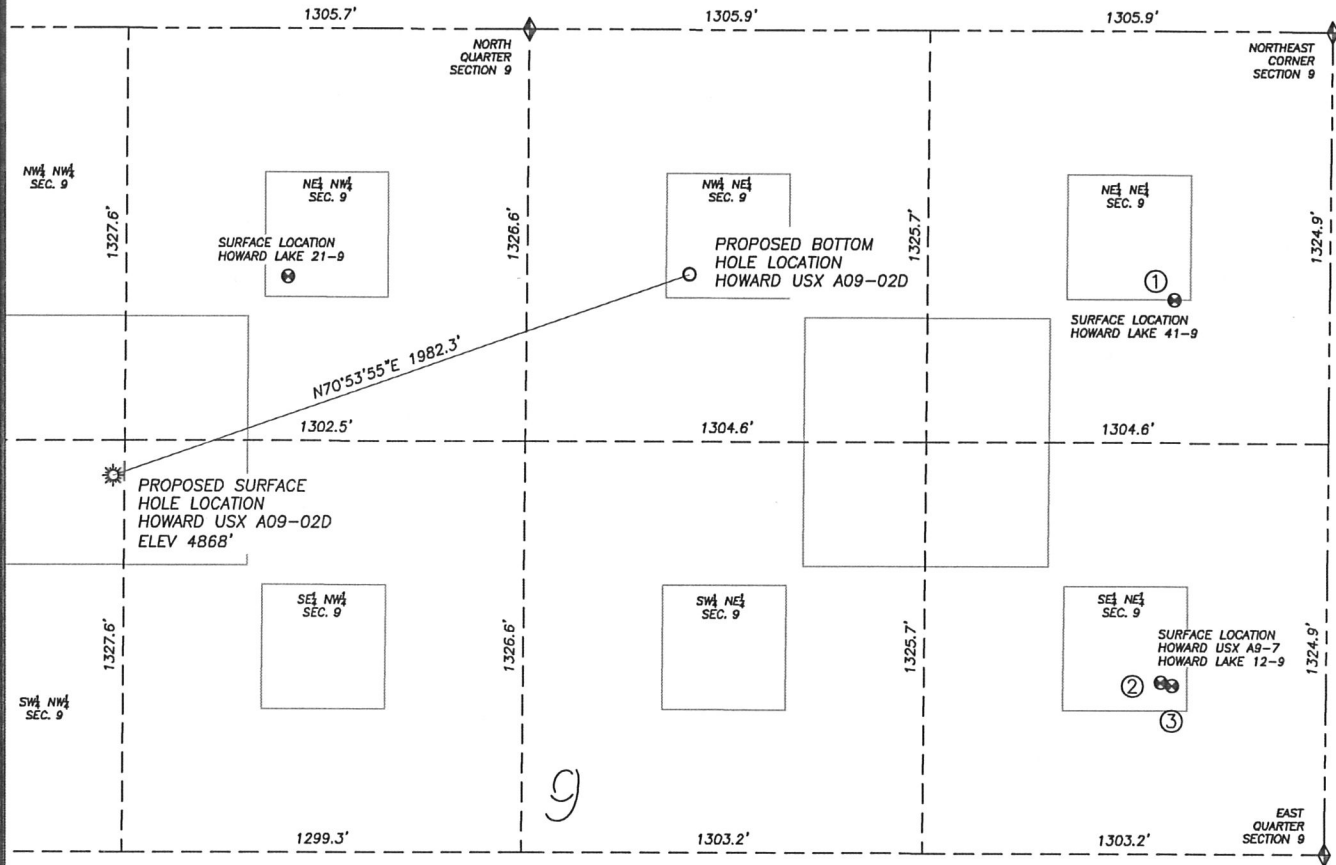 1305.7'
1305.9'
1305.9'
NORTH
QUARTER
SECTION 9
NORTHEAST
CORNER
SECTION 9
NW¼ NW¼
SEC. 9
NE¼ NW¼
SEC. 9
NW¼ NE¼
SEC. 9
NE¼ NE¼
SEC. 9
1327.6'
1326.6'
1325.7'
1324.9'
SURFACE LOCATION
HOWARD LAKE 21-9
PROPOSED BOTTOM
HOLE LOCATION
HOWARD USX A09-02D
1
SURFACE LOCATION
HOWARD LAKE 41-9
N70°53'55"E 1982.3'
1302.5'
1304.6'
1304.6'
PROPOSED SURFACE
HOLE LOCATION
HOWARD USX A09-02D
ELEV 4868'
SE¼ NW¼
SEC. 9
SW¼ NE¼
SEC. 9
SE¼ NE¼
SEC. 9
1327.6'
1326.6'
1325.7'
1324.9'
SURFACE LOCATION
HOWARD USX A9-7
HOWARD LAKE 12-9
2
3
SW¼ NW¼
SEC. 9
9
1299.3'
1303.2'
1303.2'
EAST
QUARTER
SECTION 9